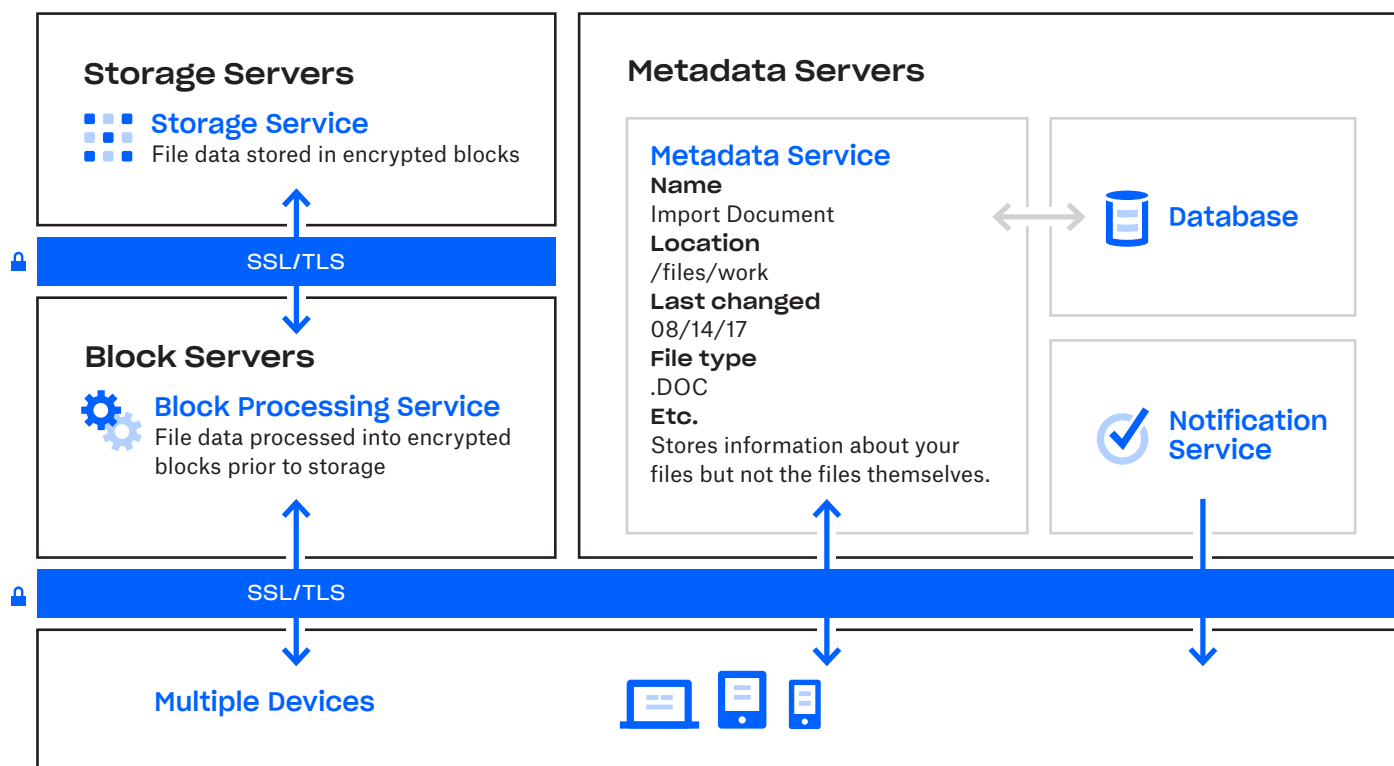 Storage Servers
Storage Service
File data stored in encrypted blocks
SSL/TLS
Block Servers
Block Processing Service
File data processed into encrypted
blocks prior to storage
Metadata Servers
Metadata Service
Name
Import Document
Location
/files/work
Last changed
08/14/17
File type
.DOC
Etc.
Stores information about your
files but not the files themselves.
Database
Notification
Service
SSL/TLS
Multiple Devices